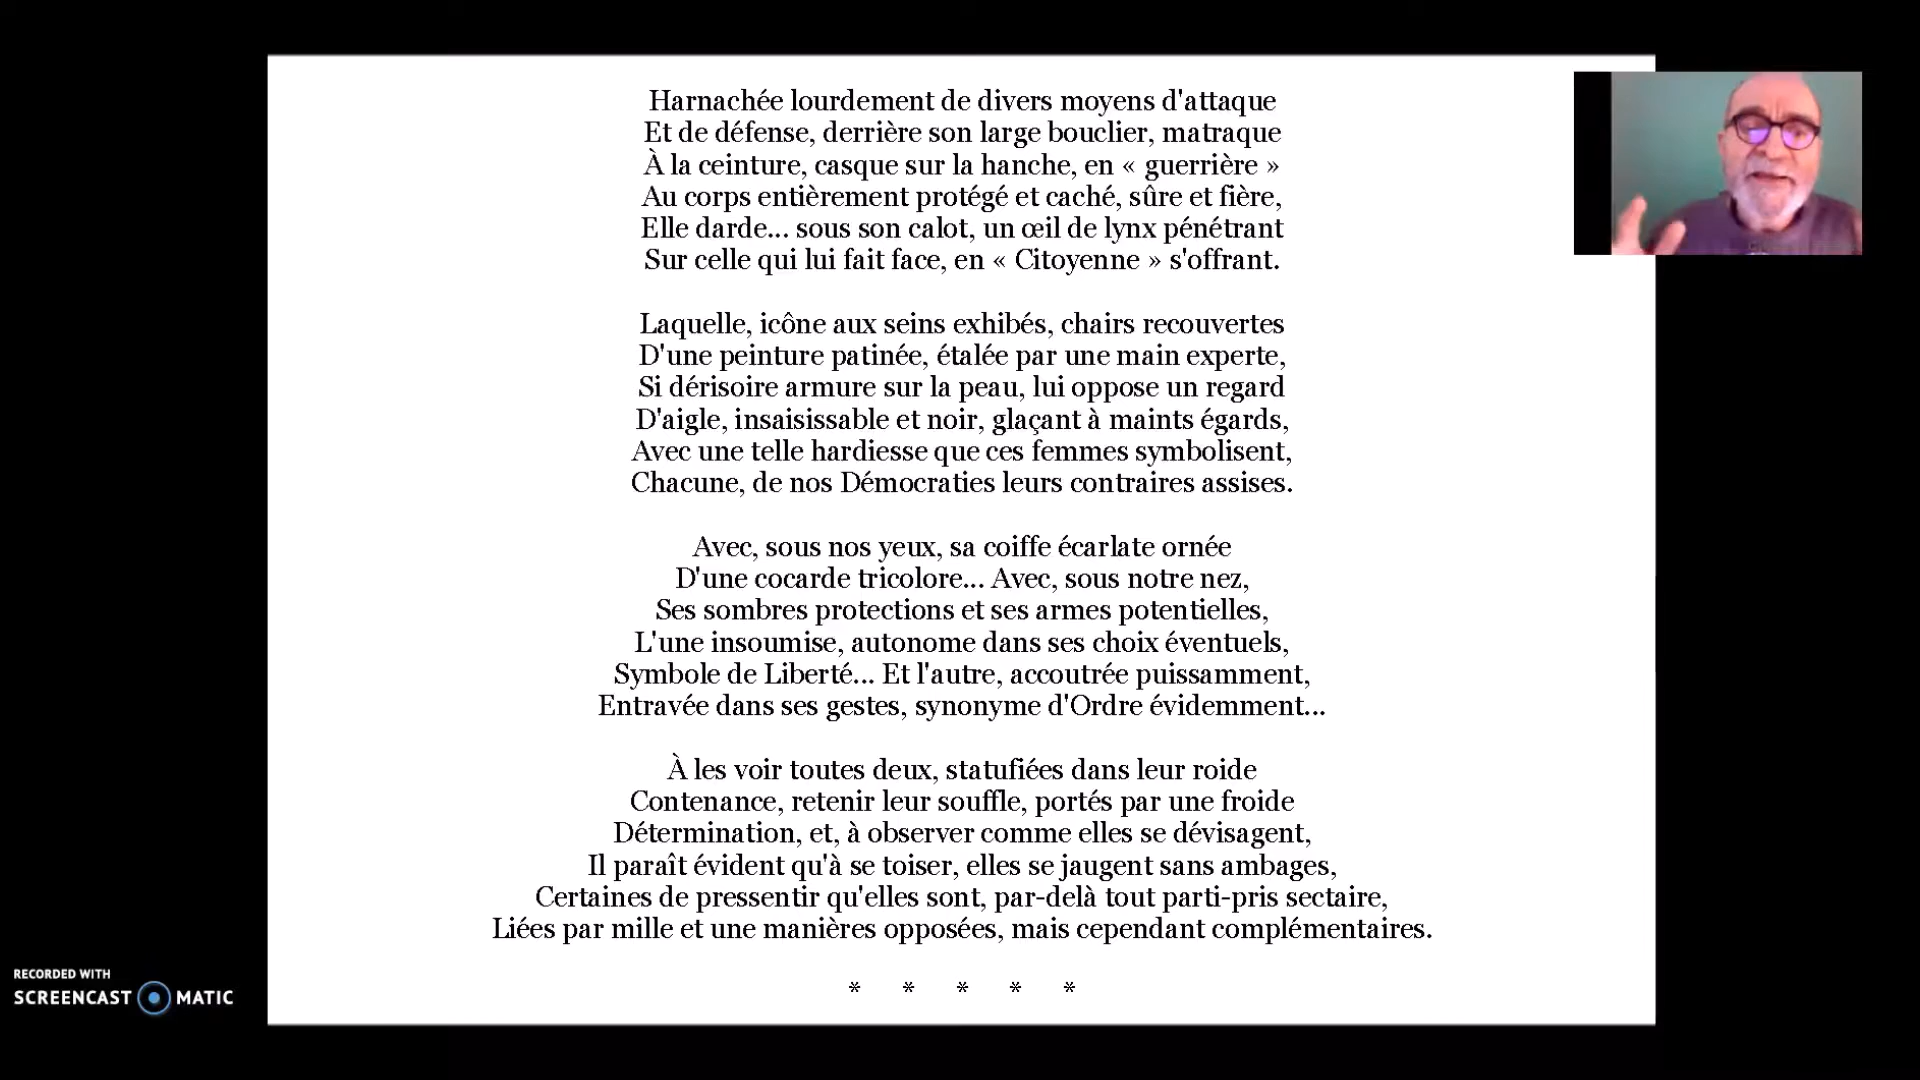 Harnachée lourdement de divers moyens d'attaque
Et de défense, derrière son large bouclier, matraque
À la ceinture, casque sur la hanche, en « guerrière »
Au corps entièrement protégé et caché, sûre et fière,
Elle darde... sous son calot, un œil de lynx pénétrant
Sur celle qui lui fait face, en « Citoyenne » s'offrant.
Laquelle, icône aux seins exhibés, chairs recouvertes
D'une peinture patinée, étalée par une main experte,
Si dérisoire armure sur la peau, lui oppose un regard
D'aigle, insaisissable et noir, glaçant à maints égards,
Avec une telle hardiesse que ces femmes symbolisent,
Chacune, de nos Démocraties leurs contraires assises.
Avec, sous nos yeux, sa coiffe écarlate ornée
D'une cocarde tricolore... Avec, sous notre nez,
Ses sombres protections et ses armes potentielles,
L'une insoumise, autonome dans ses choix éventuels,
Symbole de Liberté... Et l'autre, accoutrée puissamment,
Entravée dans ses gestes, synonyme d'Ordre évidemment...
À les voir toutes deux, statufiées dans leur roide
Contenance, retenir leur souffle, portés par une froide
Détermination, et, à observer comme elles se dévisagent,
Il paraît évident qu'à se toiser, elles se jaugent sans ambages,
Certaines de pressentir qu'elles sont, par-delà tout parti-pris sectaire,
Liées par mille et une manières opposées, mais cependant complémentaires.
* * * * *
RECORDED WITH
SCREENCAST MATIC